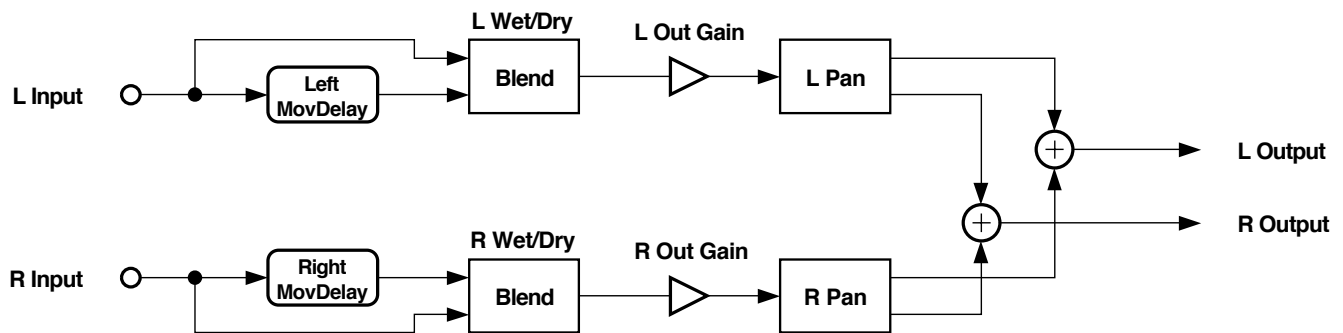 L Wet/Dry
L Out Gain
L Input
Left
MovDelay
Blend
L Pan
+
L Output
+
R Output
R Wet/Dry
R Out Gain
R Input
Right
MovDelay
Blend
R Pan